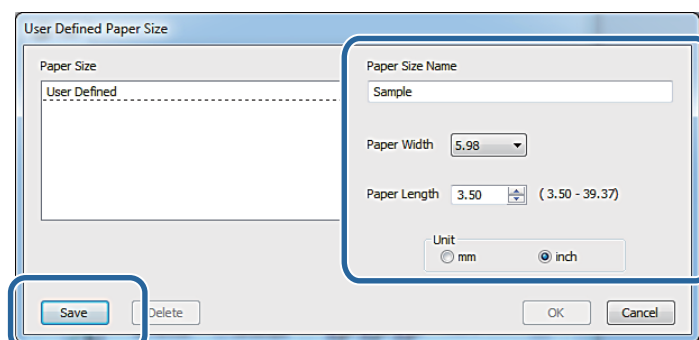 User Defined Paper Size
Paper Size
User Defined
Paper Size Name
Sample
Paper Width 5.98
Paper Length 3.50 ( 3.50 - 39.37)
Unit
mm inch
Save Delete OK Cancel